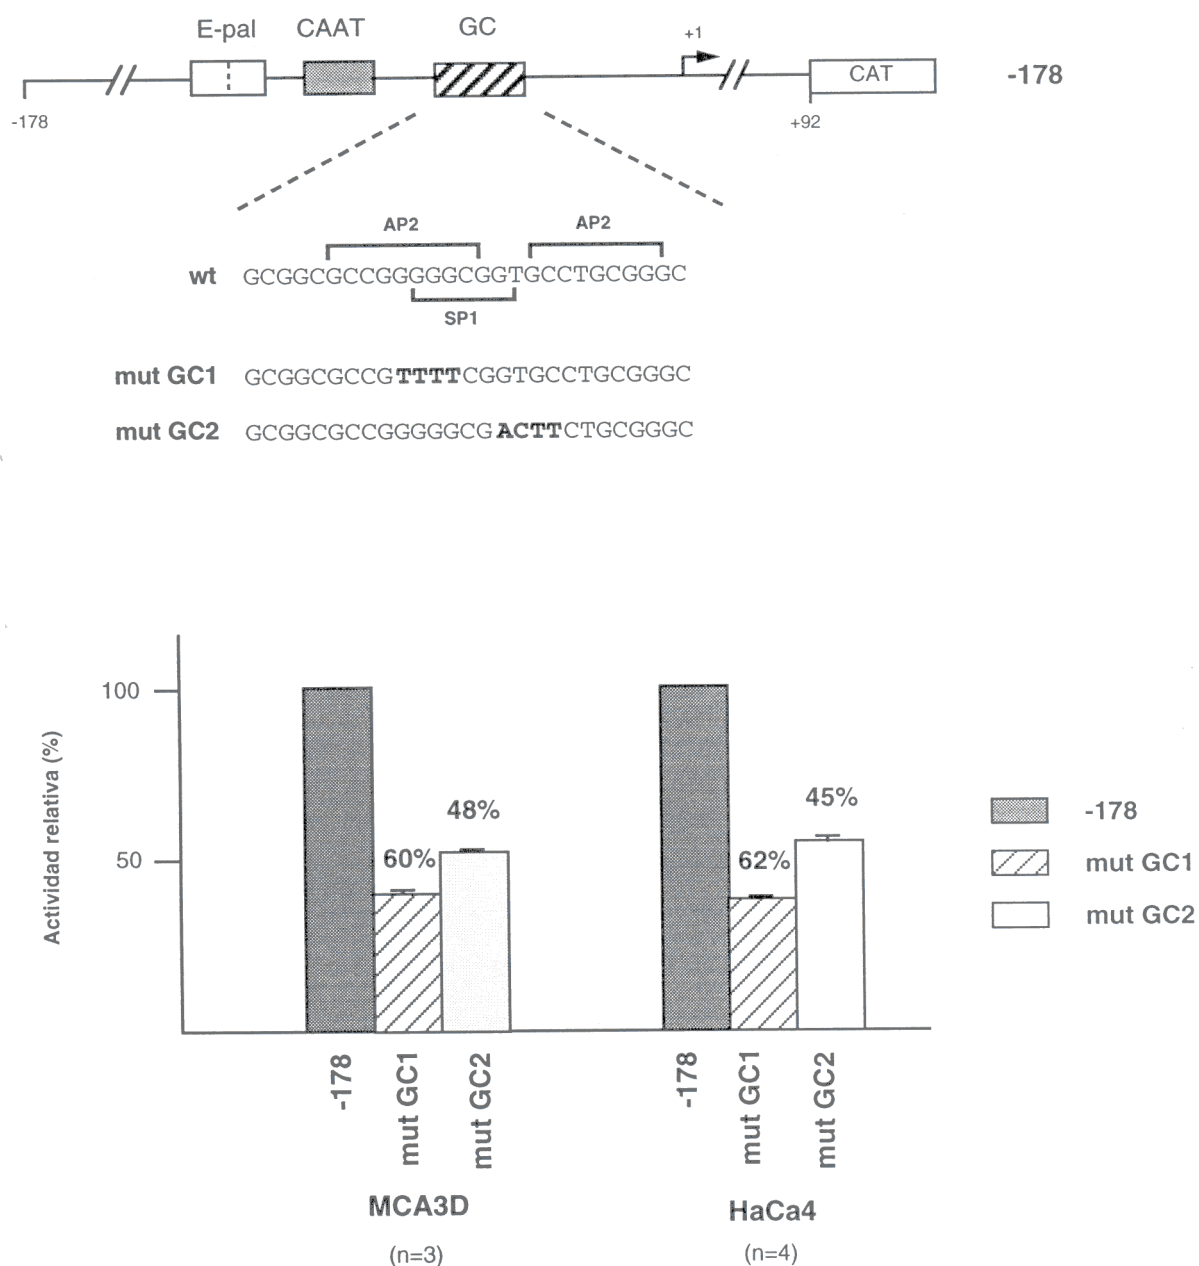 E-pal CAAT GC
+1
CAT
-178
-178
+92
AP2 AP2
wt GCGGCGCCGGGGGCGGTGCCTGCGGGC
SP1
mut GC1 GCGGCGCCGTTTTCGGTGCCTGCGGGC
mut GC2 GCGGCGCCGGGGGCGACTTCTGCGGGC
Actividad relativa (%)
100
50
60%
48%
62%
45%
-178
mut GC1
mut GC2
-178
mut GC1
mut GC2
-178
mut GC1
mut GC2
MCA3D
HaCa4
(n=3)
(n=4)